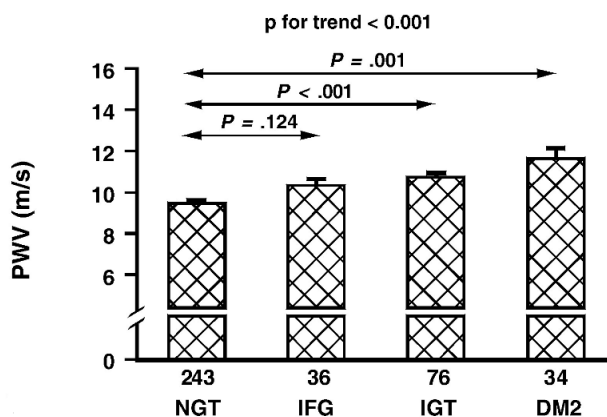 p for trend < 0.001
P = .001
P < .001
P = .124
PWV (m/s)
16
14
12
10
8
6
0
243 36 76 34
NGT IFG IGT DM2